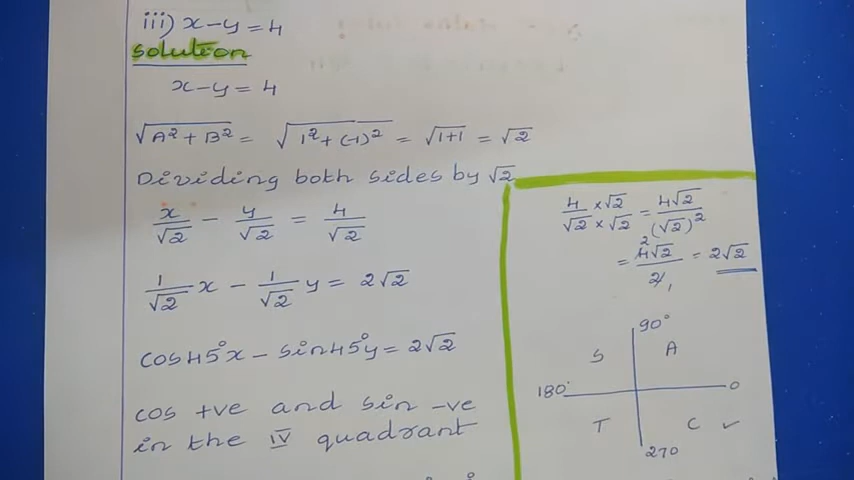 iii) x-y=4
Solution
x-y = 4
√A²+B² = √1²+(-1)² = √1+1 = √2
Dividing both sides by √2
x/√2 - y/√2 = 4/√2
1/√2 x - 1/√2 y = 2√2
cos45°x - sin45°y = 2√2
cos +ve and sin -ve
in the IV quadrant
4/√2 × √2/√2 = 4√2/(√2)²
= 4√2/2 = 2√2
90°
S A
180° 0
T C ✓
270